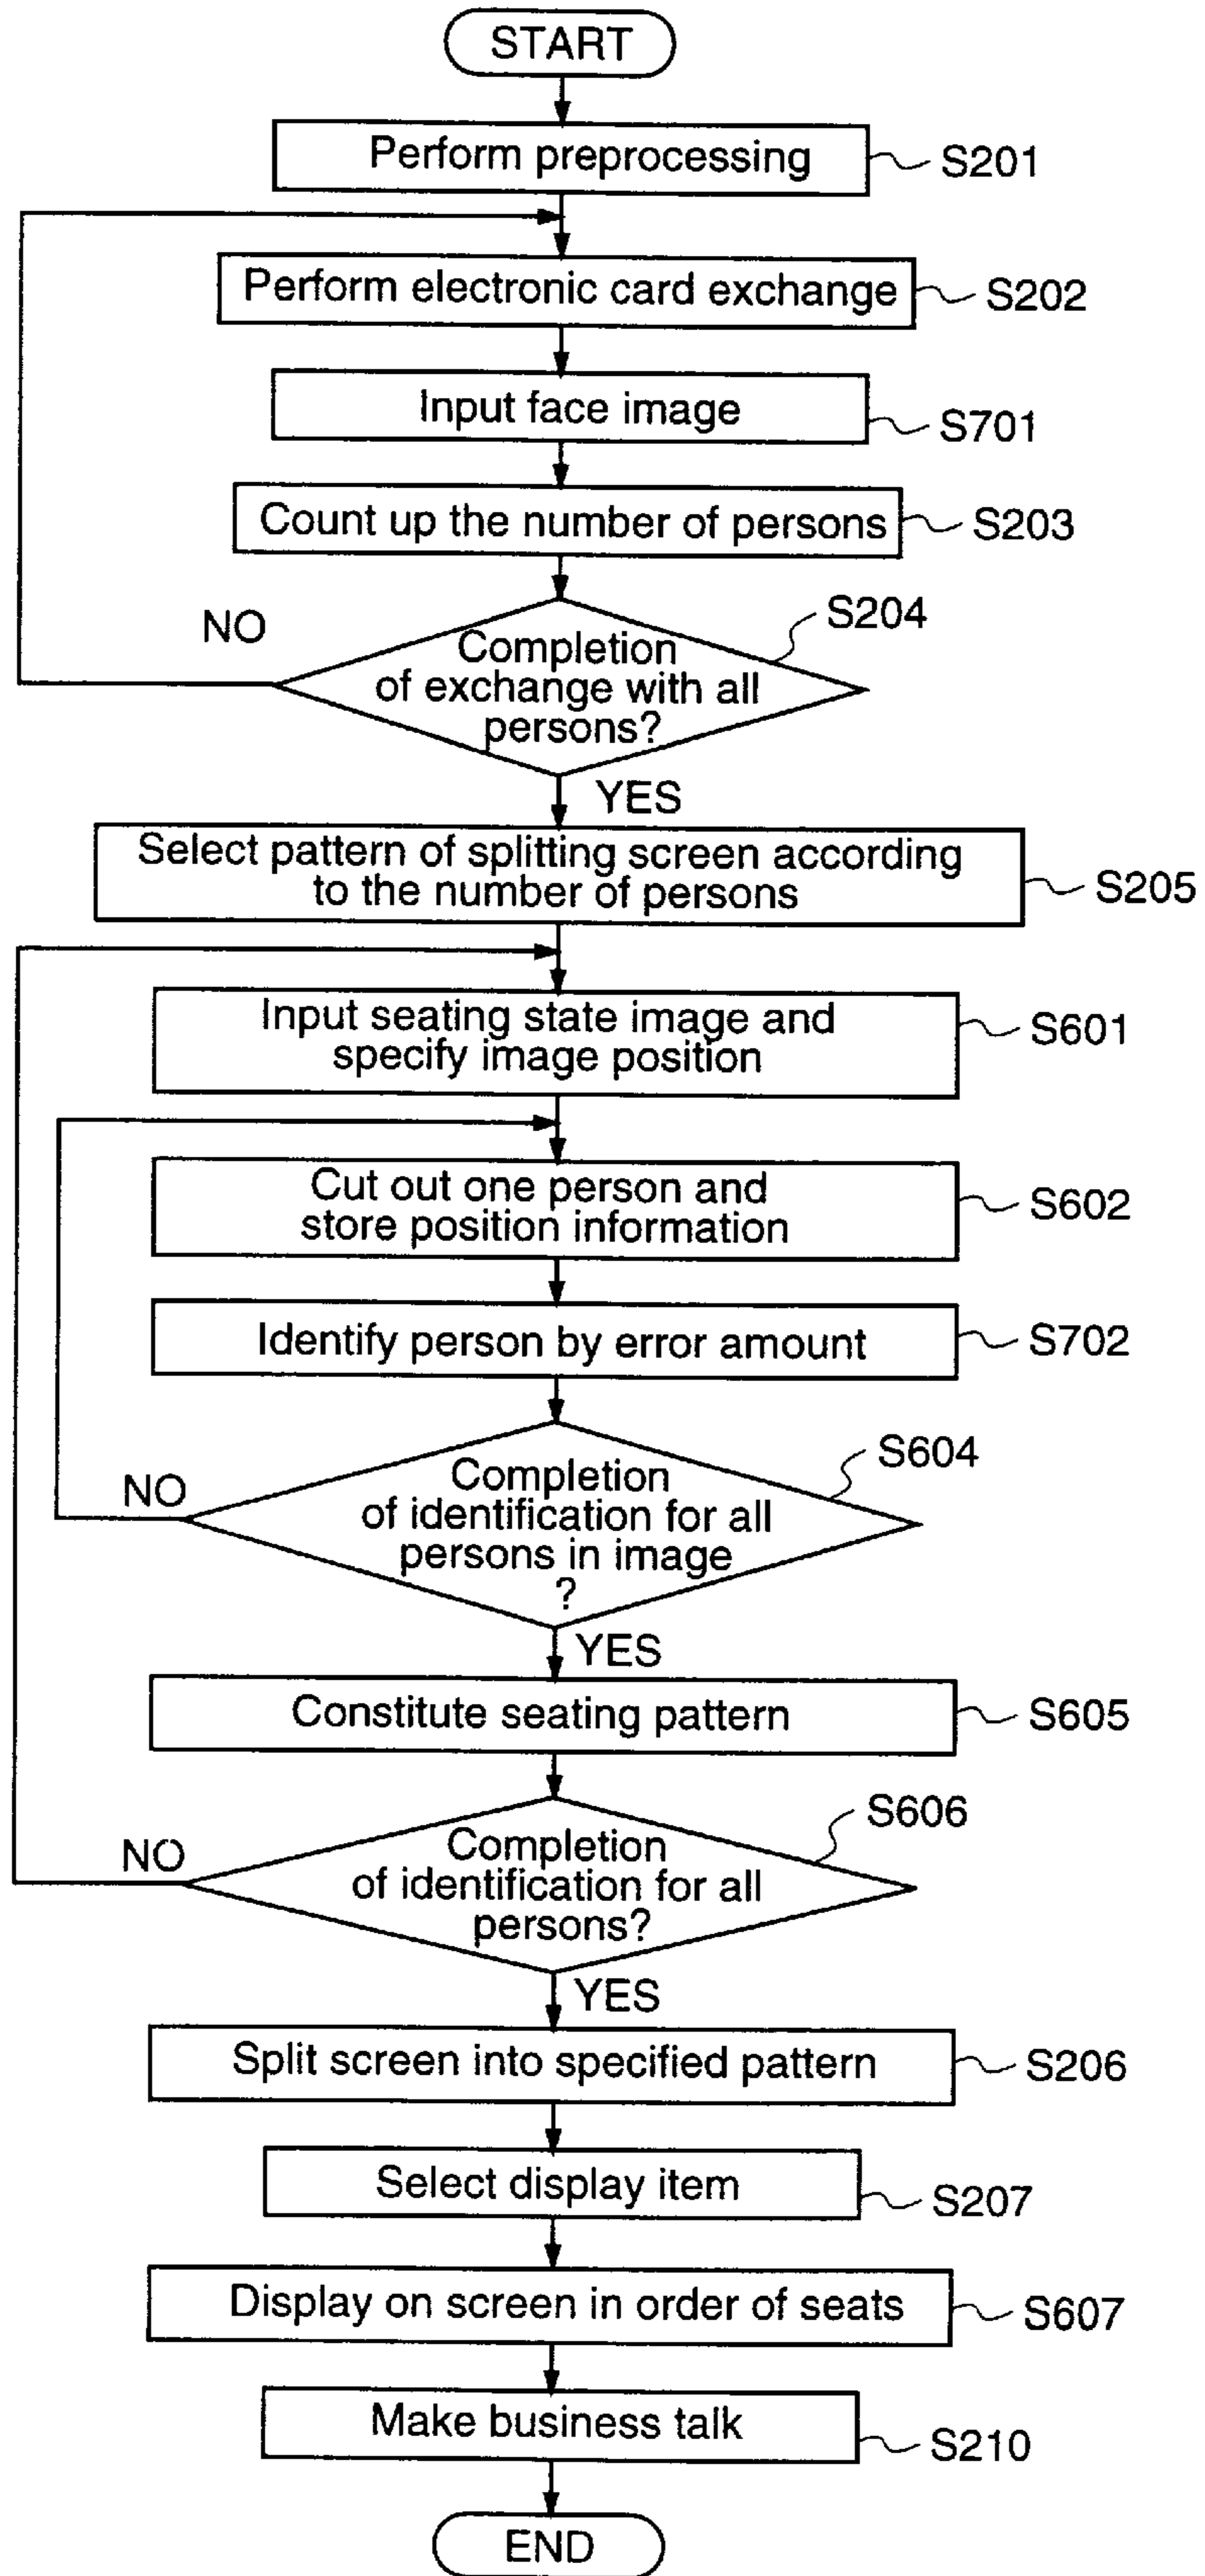 START
Perform preprocessing
S201
Perform electronic card exchange
S202
Input face image
S701
Count up the number of persons
S203
NO
S204
Completion
of exchange with all
persons?
YES
Select pattern of splitting screen according
to the number of persons
S205
Input seating state image and
specify image position
S601
Cut out one person and
store position information
S602
Identify person by error amount
S702
NO
S604
Completion
of identification for all
persons in image
?
YES
Constitute seating pattern
S605
S606
NO
Completion
of identification for all
persons?
YES
Split screen into specified pattern
S206
Select display item
S207
Display on screen in order of seats
S607
Make business talk
S210
END